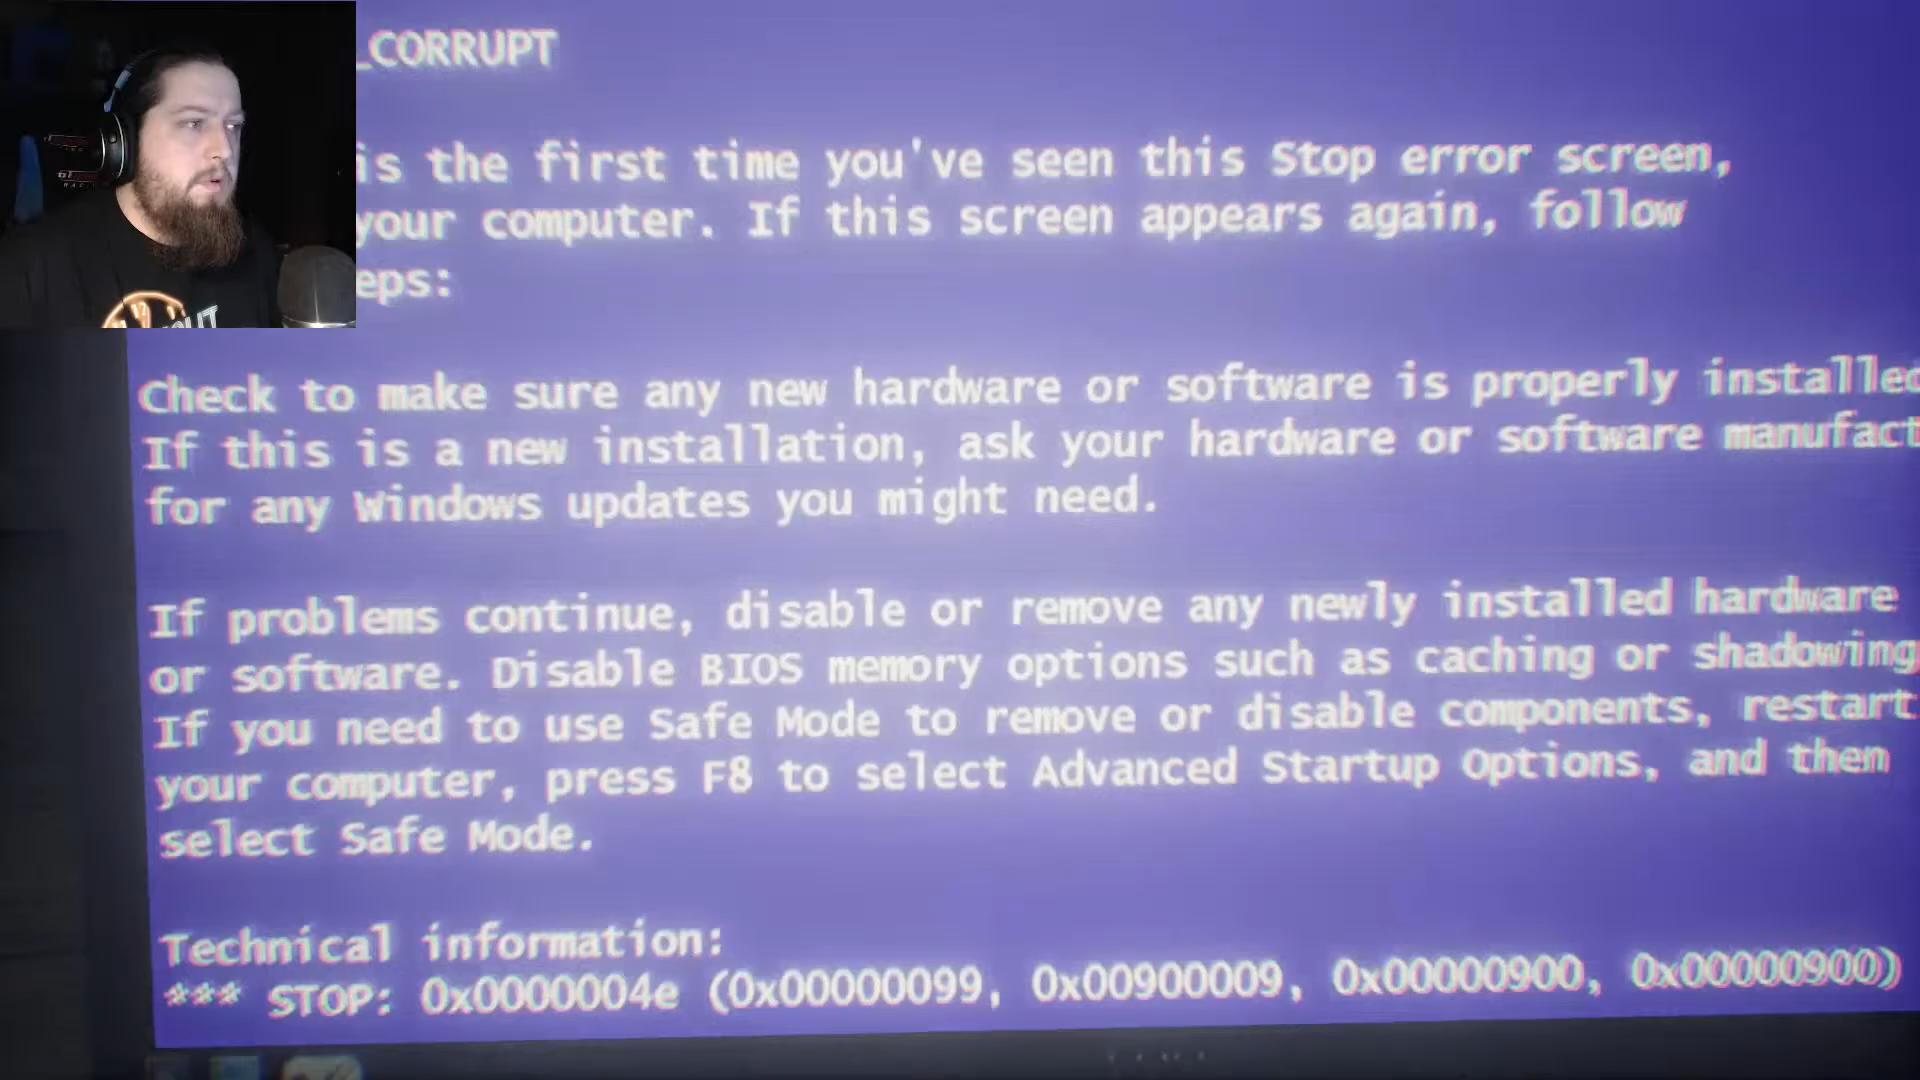 _CORRUPT
is the first time you've seen this Stop error screen,
your computer. If this screen appears again, follow
eps:
Check to make sure any new hardware or software is properly installed
If this is a new installation, ask your hardware or software manufact
for any Windows updates you might need.
If problems continue, disable or remove any newly installed hardware
or software. Disable BIOS memory options such as caching or shadowing
If you need to use Safe Mode to remove or disable components, restart
your computer, press F8 to select Advanced Startup Options, and then
select Safe Mode.
Technical information:
*** STOP: 0x0000004e (0x00000099, 0x00900009, 0x00000900, 0x00000900)